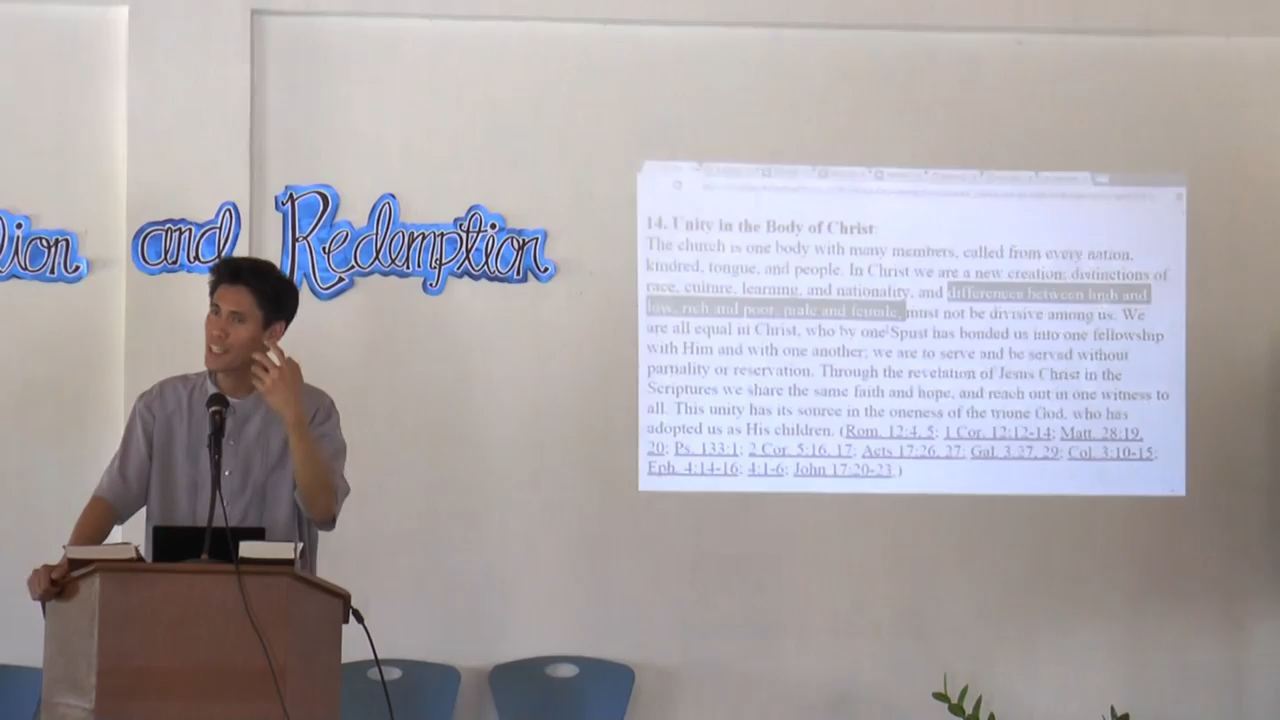 ion and Redemption
14. Unity in the Body of Christ
The church is one body with many members, called from every nation,
kindred, tongue, and people. In Christ we are a new creation; distinctions of
race, culture, learning, and nationality, and differences between high and
low, rich and poor, male and female, must not be divisive among us. We
are all equal in Christ, who by one Spirit has bonded us into one fellowship
with Him and with one another; we are to serve and be served without
partiality or reservation. Through the revelation of Jesus Christ in the
Scriptures we share the same faith and hope, and reach out in one witness to
all. This unity has its source in the oneness of the triune God, who has
adopted us as His children. (Rom. 12:4, 5; 1 Cor. 12:12-14; Matt. 28:19,
20; Ps. 133:1; 2 Cor. 5:16, 17; Acts 17:26, 27; Gal. 3:27, 29; Col. 3:10-15;
Eph. 4:14-16; 4:1-6; John 17:20-23.)